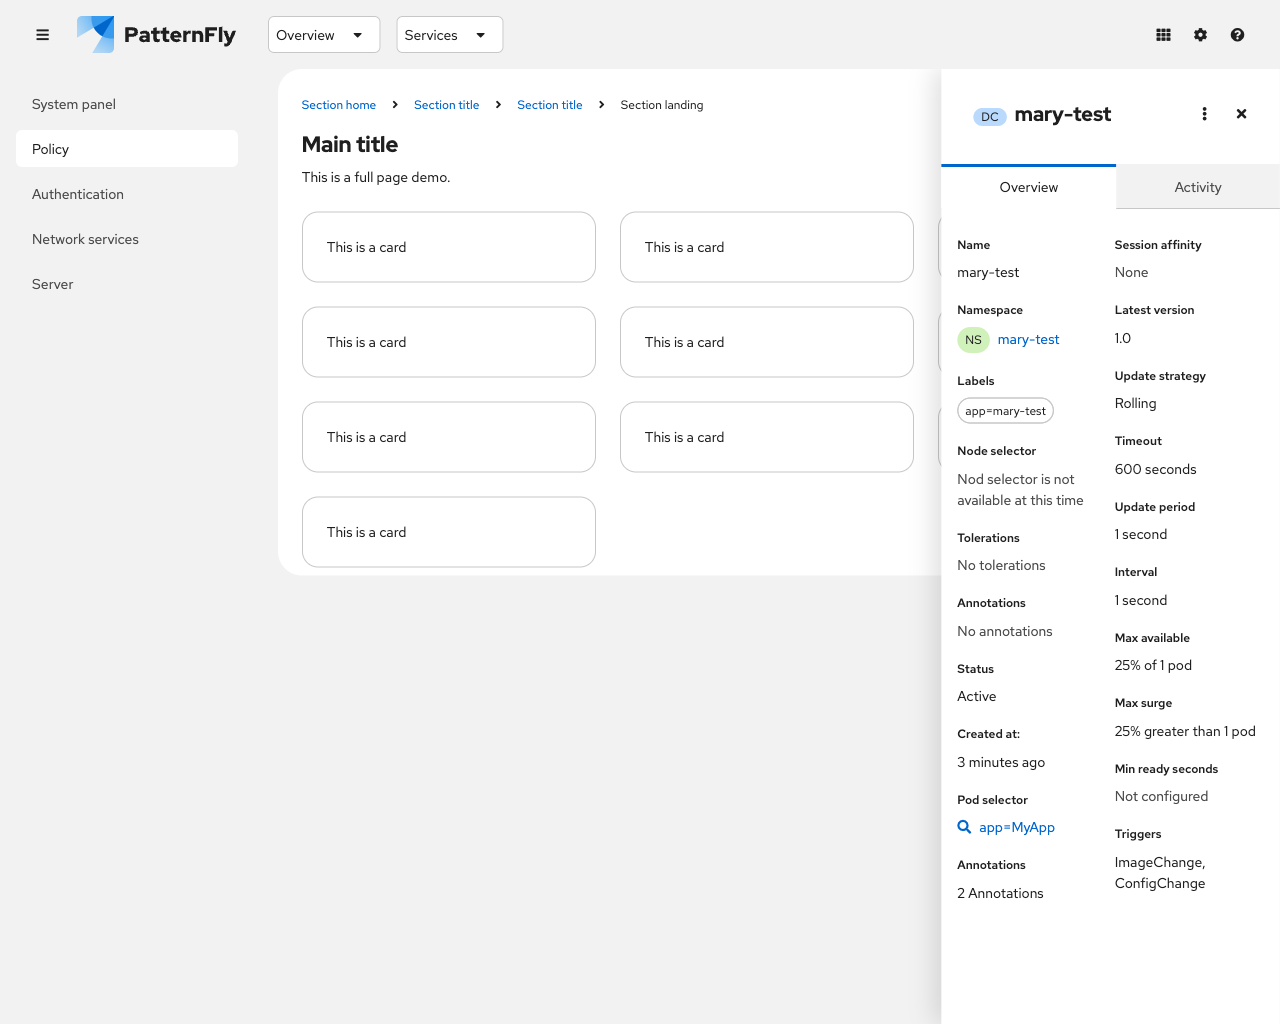 PatternFly
Overview
Services
System panel
Policy
Authentication
Network services
Server
Section home
Section title
Section title
Section landing
Main title
This is a full page demo.
This is a card
This is a card
This is a card
This is a card
This is a card
This is a card
This is a card
DC mary-test
Overview
Activity
Name
mary-test
Namespace
NS mary-test
Labels
app=mary-test
Node selector
Nod selector is not
available at this time
Tolerations
No tolerations
Annotations
No annotations
Status
Active
Created at:
3 minutes ago
Pod selector
app=MyApp
Annotations
2 Annotations
Session affinity
None
Latest version
1.0
Update strategy
Rolling
Timeout
600 seconds
Update period
1 second
Interval
1 second
Max available
25% of 1 pod
Max surge
25% greater than 1 pod
Min ready seconds
Not configured
Triggers
ImageChange,
ConfigChange